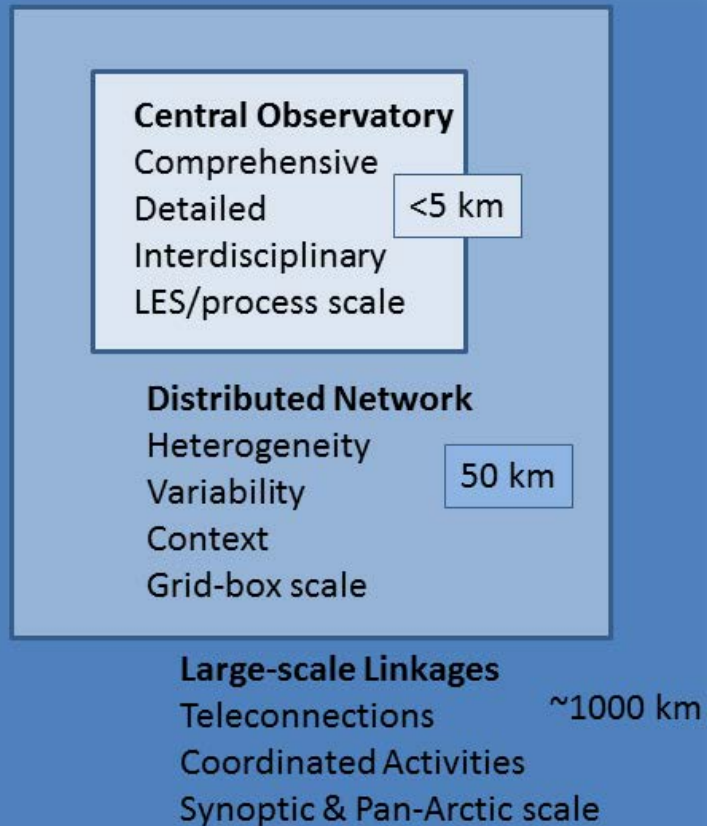 Central Observatory
Comprehensive
Detailed
<5 km
Interdisciplinary
LES/process scale
Distributed Network
Heterogeneity
50 km
Variability
Context
Grid-box scale
Large-scale Linkages
Teleconnections
~1000 km
Coordinated Activities
Synoptic & Pan-Arctic scale